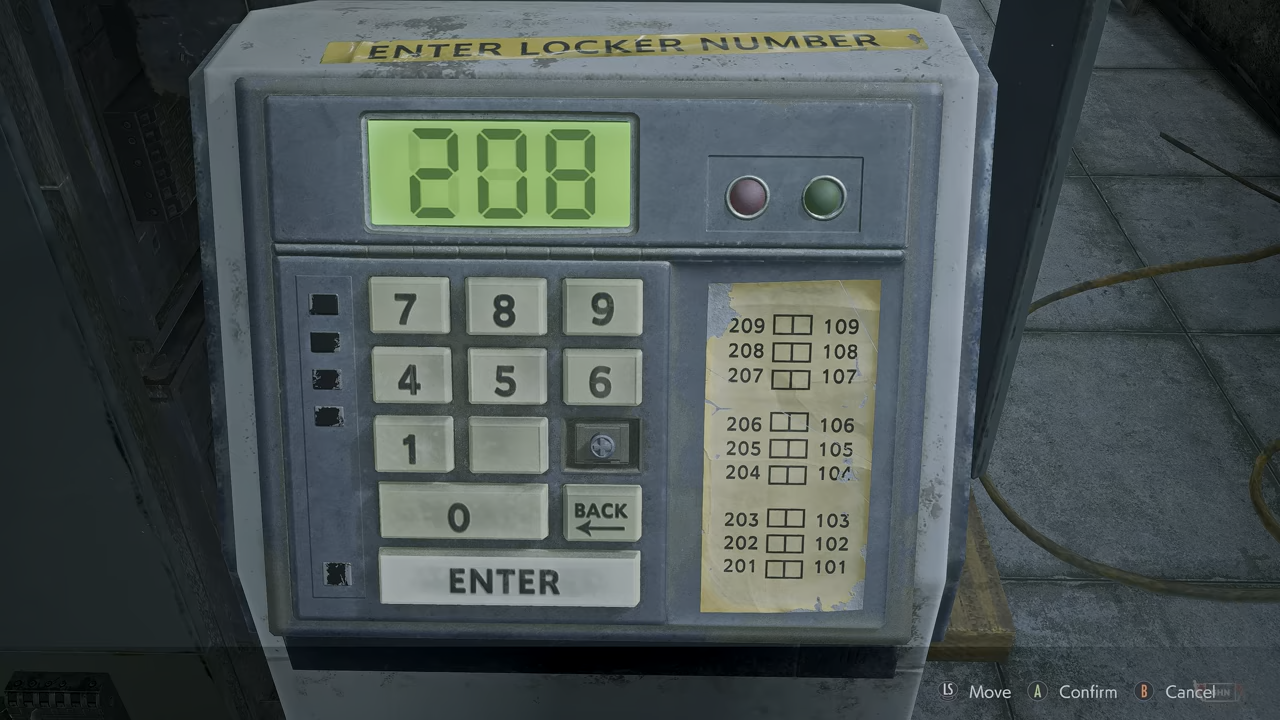 ENTER LOCKER NUMBER
208
7 8 9
4 5 6
1
0 BACK
ENTER
209 109
208 108
207 107
206 106
205 105
204 104
203 103
202 102
201 101
LS Move A Confirm B Cancel